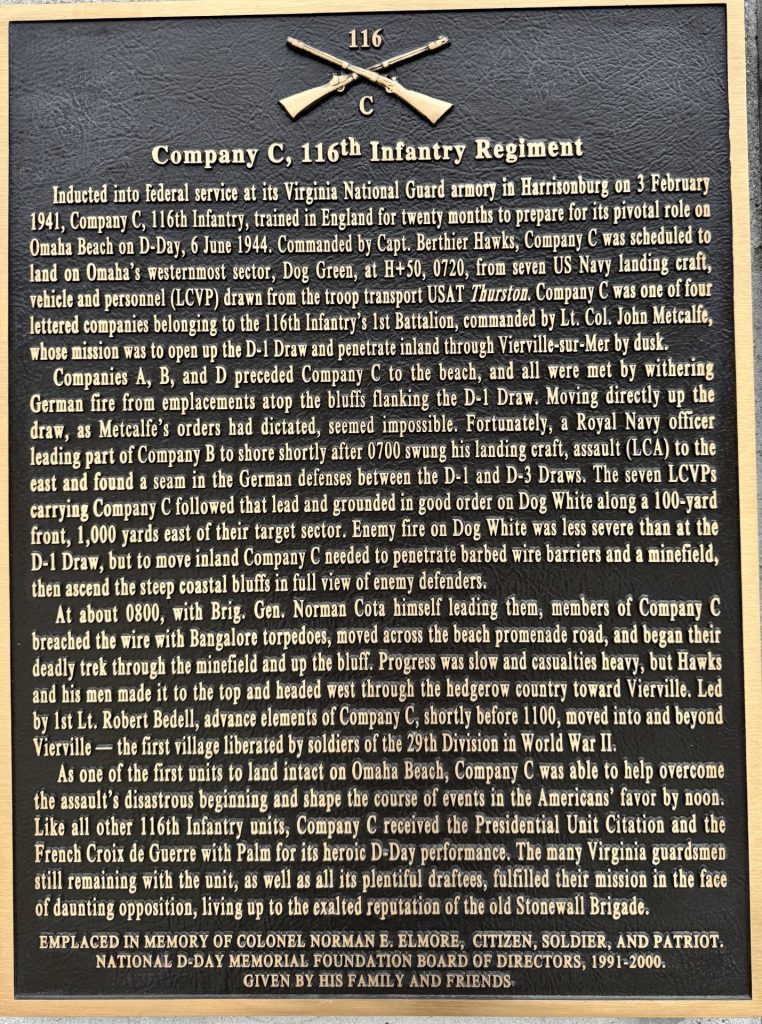 116
C
Company C, 116th Infantry Regiment
Inducted into federal service at its Virginia National Guard armory in Harrisonburg on 3 February
1941, Company C, 116th Infantry, trained in England for twenty months to prepare for its pivotal role on
Omaha Beach on D-Day, 6 June 1944. Commanded by Capt. Berthier Hawks, Company C was scheduled to
land on Omaha's westernmost sector, Dog Green, at H+50, 0720, from seven US Navy landing craft,
vehicle and personnel (LCVP) drawn from the troop transport USAT Thurston. Company C was one of four
lettered companies belonging to the 116th Infantry's 1st Battalion, commanded by Lt. Col. John Metcalfe,
whose mission was to open up the D-1 Draw and penetrate inland through Vierville-sur-Mer by dusk.
Companies A, B, and D preceded Company C to the beach, and all were met by withering
German fire from emplacements atop the bluffs flanking the D-1 Draw. Moving directly up the
draw, as Metcalfe's orders had dictated, seemed impossible. Fortunately, a Royal Navy officer
leading part of Company B to shore shortly after 0700 swung his landing craft, assault (LCA) to the
east and found a seam in the German defenses between the D-1 and D-3 Draws. The seven LCVPs
carrying Company C followed that lead and grounded in good order on Dog White along a 100-yard
front, 1,000 yards east of their target sector. Enemy fire on Dog White was less severe than at the
D-1 Draw, but to move inland Company C needed to penetrate barbed wire barriers and a minefield,
then ascend the steep coastal bluffs in full view of enemy defenders.
At about 0800, with Brig. Gen. Norman Cota himself leading them, members of Company C
breached the wire with Bangalore torpedoes, moved across the beach promenade road, and began their
deadly trek through the minefield and up the bluff. Progress was slow and casualties heavy, but Hawks
and his men made it to the top and headed west through the hedgerow country toward Vierville. Led
by 1st Lt. Robert Bedell, advance elements of Company C, shortly before 1100, moved into and beyond
Vierville — the first village liberated by soldiers of the 29th Division in World War II.
As one of the first units to land intact on Omaha Beach, Company C was able to help overcome
the assault's disastrous beginning and shape the course of events in the Americans' favor by noon.
Like all other 116th Infantry units, Company C received the Presidential Unit Citation and the
French Croix de Guerre with Palm for its heroic D-Day performance. The many Virginia guardsmen
still remaining with the unit, as well as all its plentiful draftees, fulfilled their mission in the face
of daunting opposition, living up to the exalted reputation of the old Stonewall Brigade.
EMPLACED IN MEMORY OF COLONEL NORMAN E. ELMORE, CITIZEN, SOLDIER, AND PATRIOT.
NATIONAL D-DAY MEMORIAL FOUNDATION BOARD OF DIRECTORS, 1991-2000.
GIVEN BY HIS FAMILY AND FRIENDS